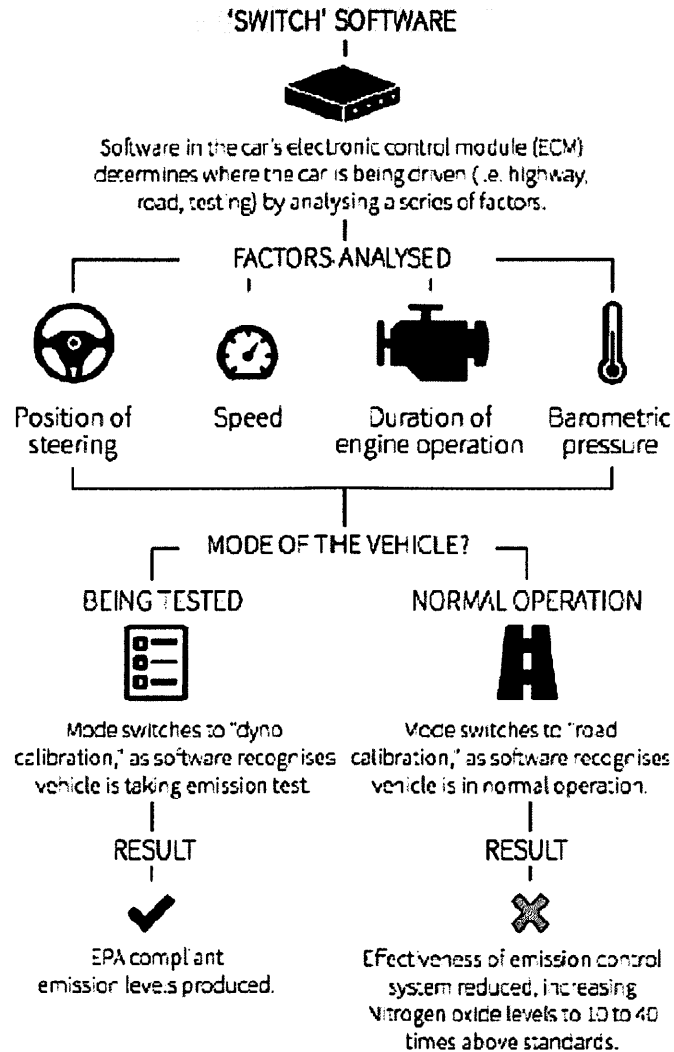 'SWITCH' SOFTWARE
Software in the car's electronic control module (ECM)
determines where the car is being driven (i.e. highway,
road, testing) by analysing a series of factors.
FACTORS ANALYSED
Position of
steering
Speed
Duration of
engine operation
Barometric
pressure
MODE OF THE VEHICLE?
BEING TESTED
Mode switches to "dyno
calibration," as software recognises
vehicle is taking emission test.
RESULT
EPA compliant
emission levels produced.
NORMAL OPERATION
Mode switches to "road
calibration," as software recognises
vehicle is in normal operation.
RESULT
Effectiveness of emission control
system reduced, increasing
Nitrogen oxide levels to 10 to 40
times above standards.